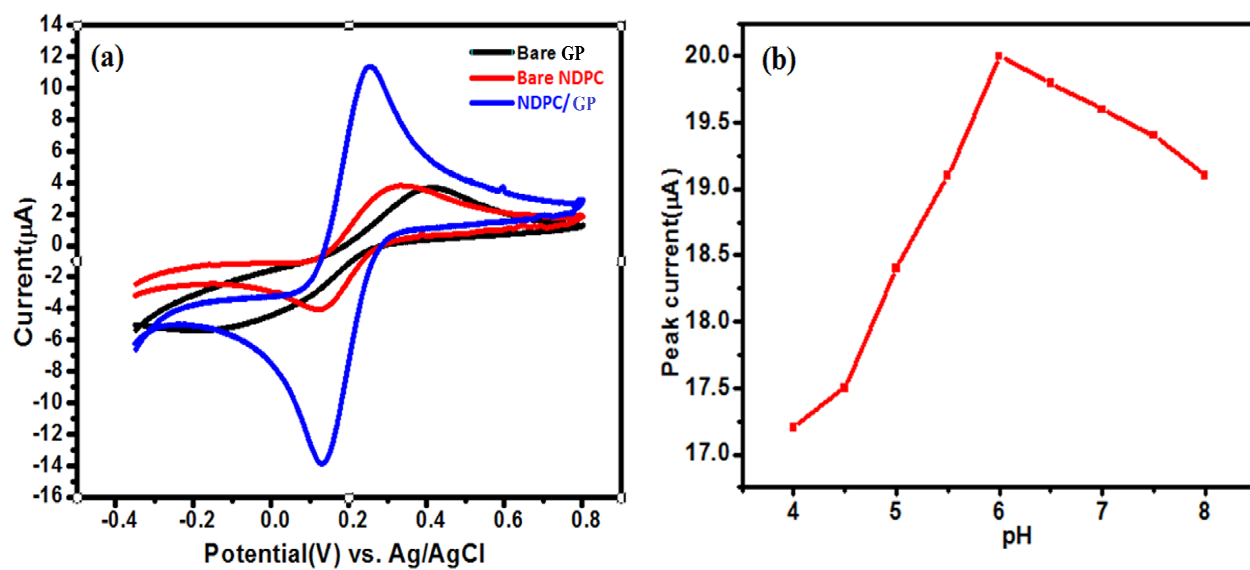 (a)
Bare GP
Bare NDPC
NDPC/GP
14
12
10
8
6
4
2
0
-2
-4
-6
-8
-10
-12
-14
-16
Current(µA)
-0.4 -0.2 0.0 0.2 0.4 0.6 0.8
Potential(V) vs. Ag/AgCl
(b)
20.0
19.5
19.0
18.5
18.0
17.5
17.0
Peak current(µA)
4 5 6 7 8
pH